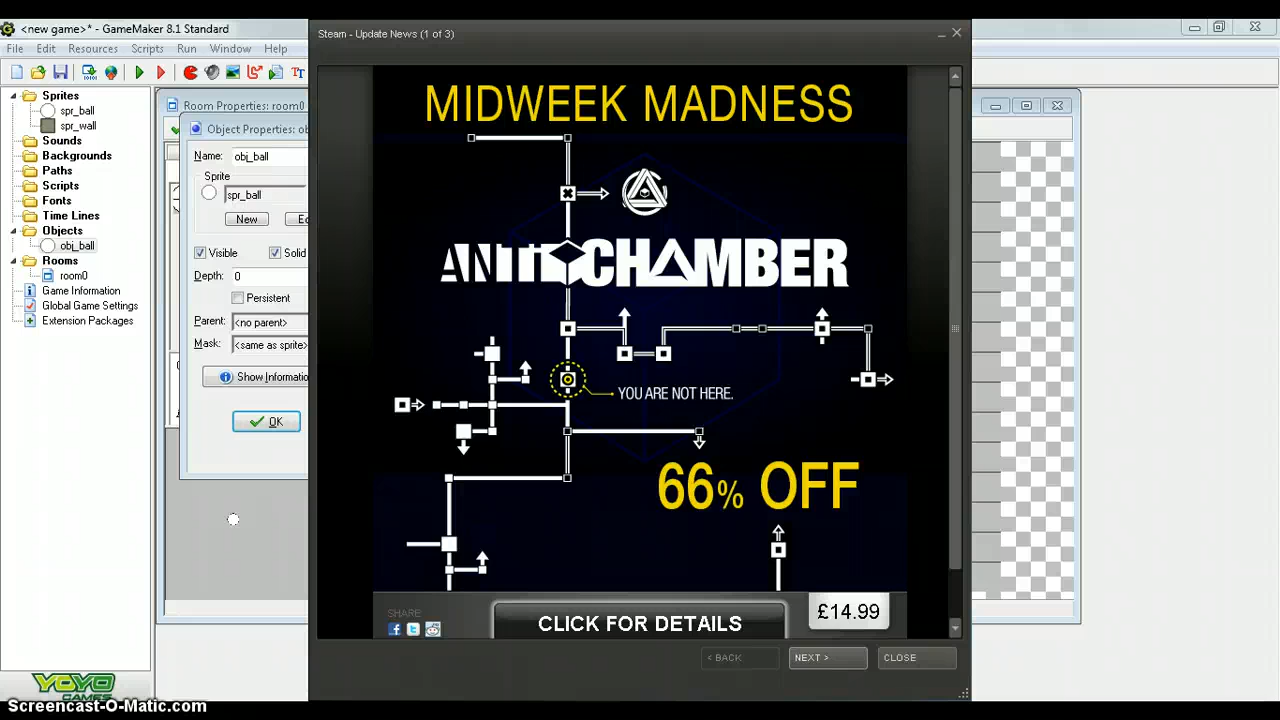 <new game>* - GameMaker 8.1 Standard
File Edit Resources Scripts Run Window Help
Sprites
spr_ball
spr_wall
Sounds
Backgrounds
Paths
Scripts
Fonts
Time Lines
Objects
obj_ball
Rooms
room0
Game Information
Global Game Settings
Extension Packages
YOYO
GAMES
Room Properties: room0
Object Properties: ob
Name: obj_ball
Sprite
spr_ball
New
Ed
Visible Solid
Depth: 0
Persistent
Parent: <no parent>
Mask: <same as sprite>
Show Informatio
OK
Steam - Update News (1 of 3)
MIDWEEK MADNESS
ANTICHAMBER
YOU ARE NOT HERE.
66% OFF
SHARE
CLICK FOR DETAILS
£14.99
< BACK NEXT > CLOSE
Screencast-O-Matic.com